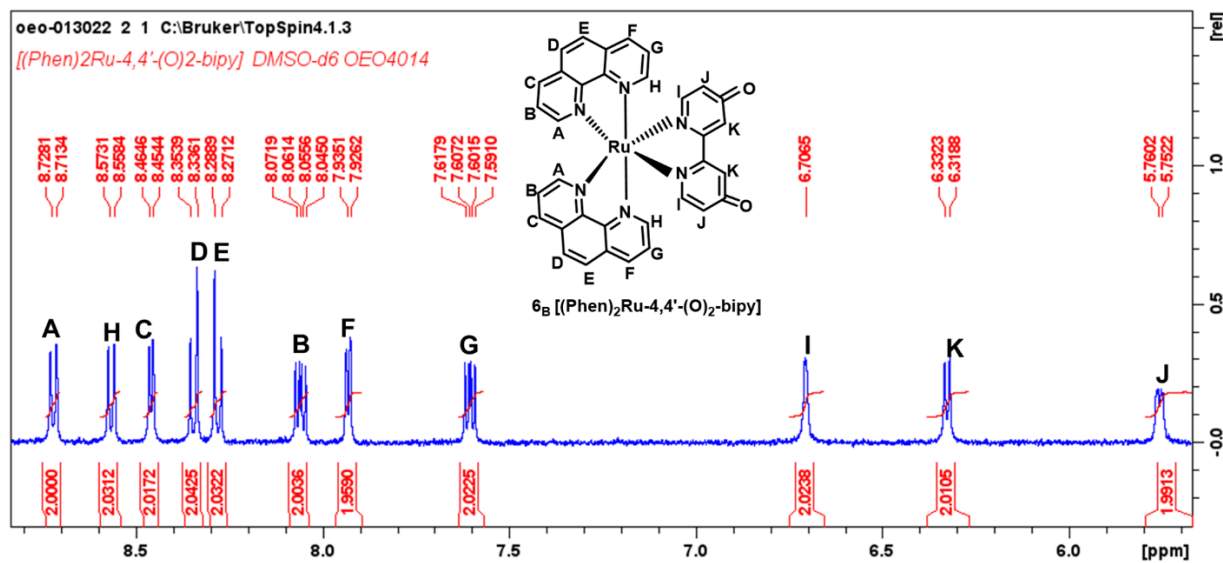 oeo-013022 2 1 C:\Bruker\TopSpin4.1.3
[(Phen)2Ru-4,4'-(O)2-bipy] DMSO-d6 OEO4014
8.7281
8.7134
8.5731
8.5584
8.4646
8.4544
8.3539
8.3361
8.2889
8.2712
8.0719
8.0614
8.0556
8.0450
7.9351
7.9262
7.6179
7.6072
7.6015
7.5910
6.7065
6.3323
6.3188
5.7602
5.7522
E
F
D
G
C
H
I
J
O
B
N
N
N
K
A
Ru
A
K
N
N
N
B
H
I
J
O
C
G
D
E
F
6B [(Phen)2Ru-4,4'-(O)2-bipy]
A
H
C
D
E
B
F
G
I
K
J
[rel]
1.0
0.5
-0.0
2.0000
2.0312
2.0172
2.0425
2.0322
2.0036
1.9590
2.0225
2.0238
2.0105
1.9913
8.5
8.0
7.5
7.0
6.5
6.0
[ppm]